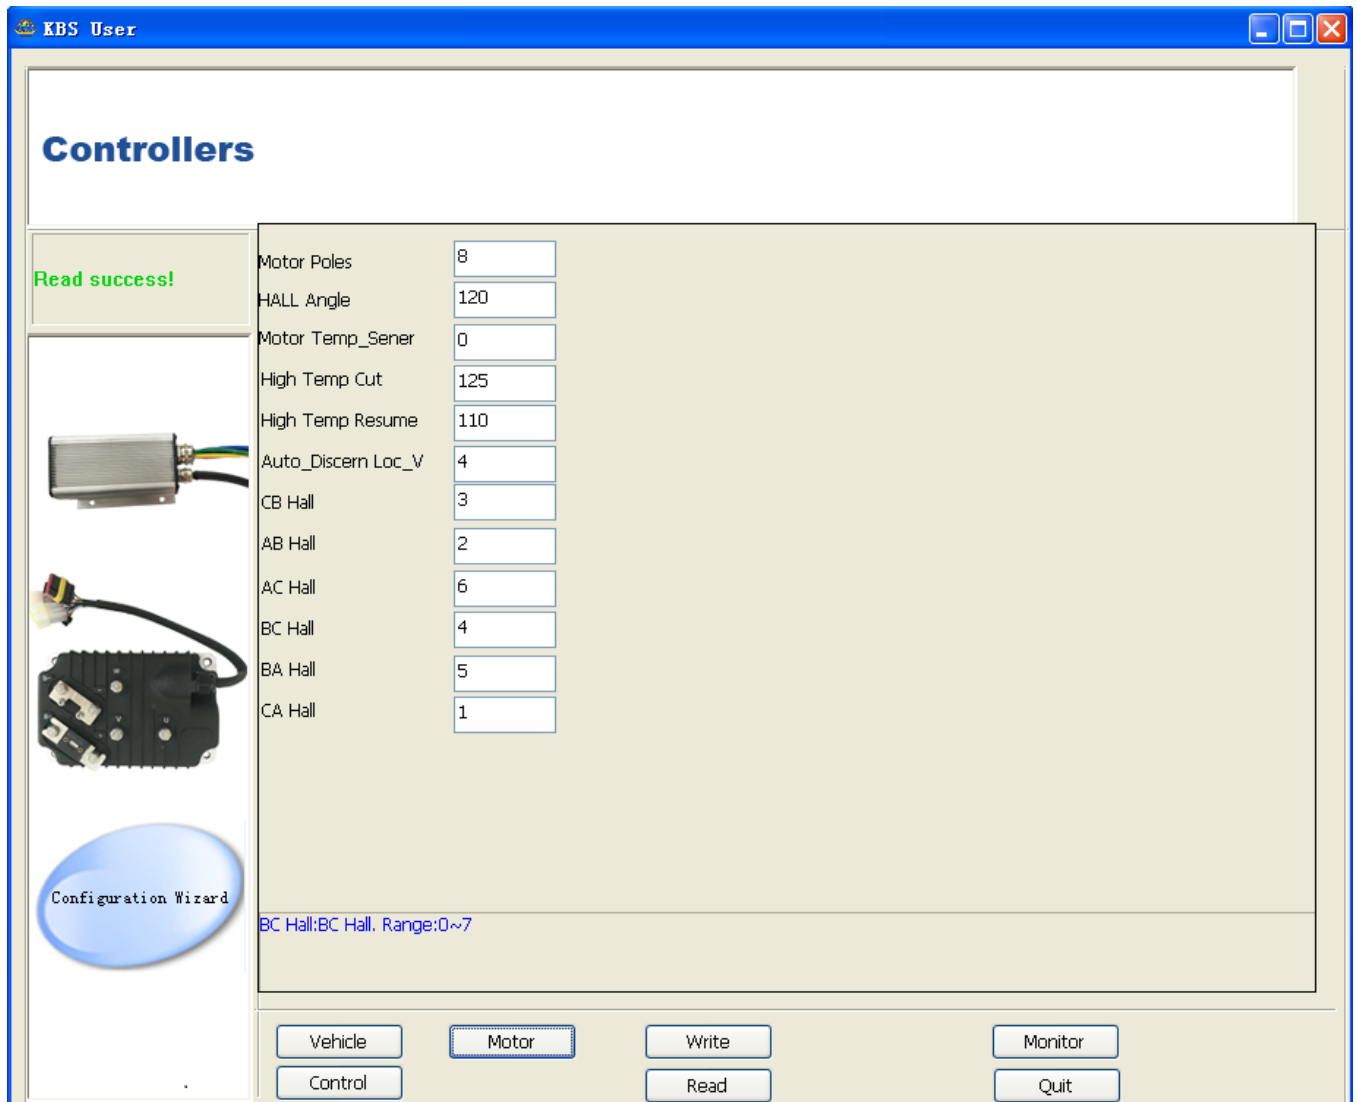 KBS User
Controllers
Read success!
Motor Poles 8
HALL Angle 120
Motor Temp_Sener 0
High Temp Cut 125
High Temp Resume 110
Auto_Discern Loc_V 4
CB Hall 3
AB Hall 2
AC Hall 6
BC Hall 4
BA Hall 5
CA Hall 1
Configuration Wizard
BC Hall:BC Hall. Range:0~7
Vehicle Motor Write Monitor
Control Read Quit